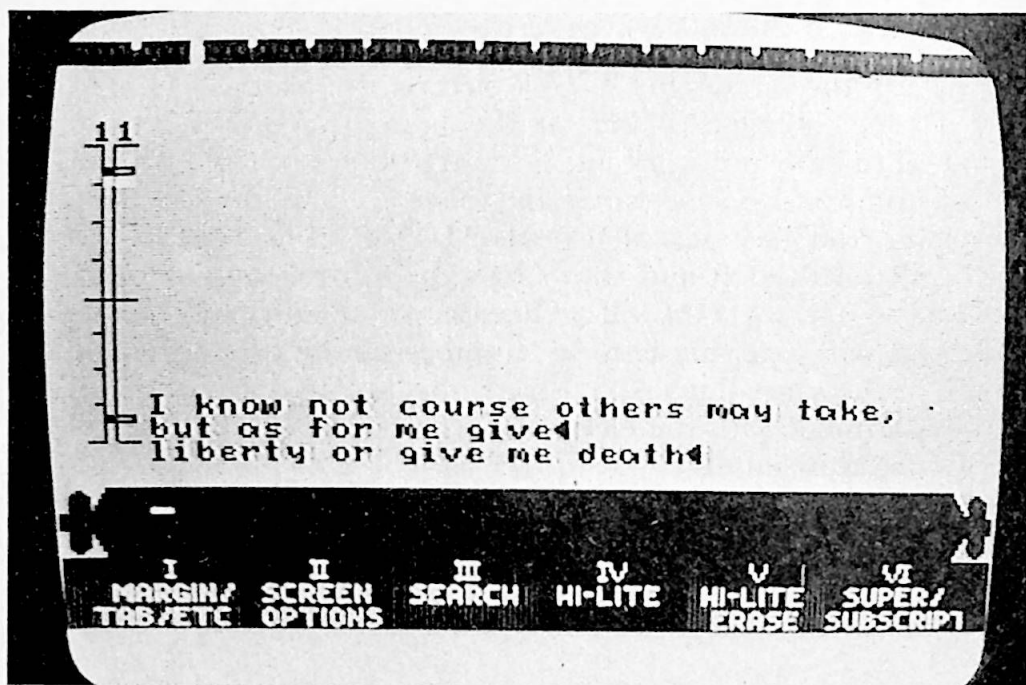 11
I know not course others may take,
but as for me give
liberty or give me death
I II III IV V VI
MARGIN/ SCREEN SEARCH HI-LITE HI-LITE SUPER/
TAB/ETC OPTIONS ERASE SUBSCRIPT